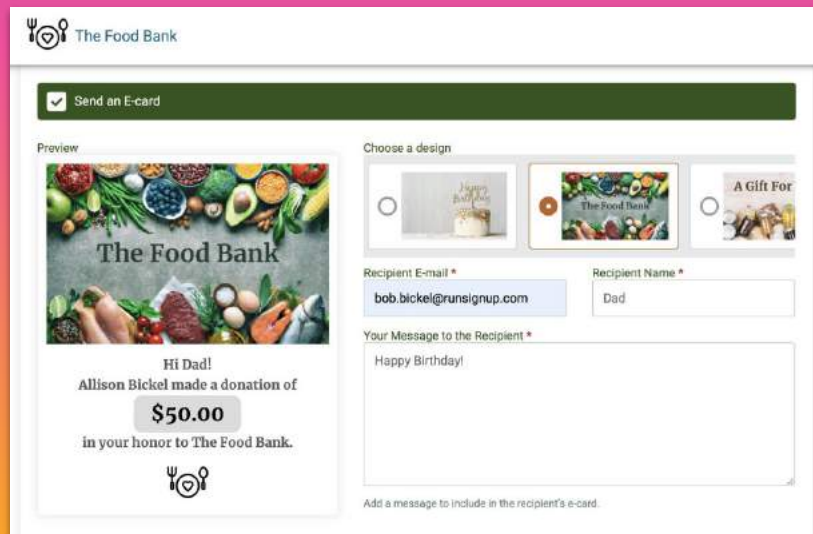 The Food Bank
Send an E-card
Preview
The Food Bank
Hi Dad!
Allison Bickel made a donation of
$50.00
in your honor to The Food Bank.
Choose a design
Happy Birthday
The Food Bank
A Gift For
Recipient E-mail *
Recipient Name *
bob.bickel@runsignup.com
Dad
Your Message to the Recipient *
Happy Birthday!
Add a message to include in the recipient's e-card.